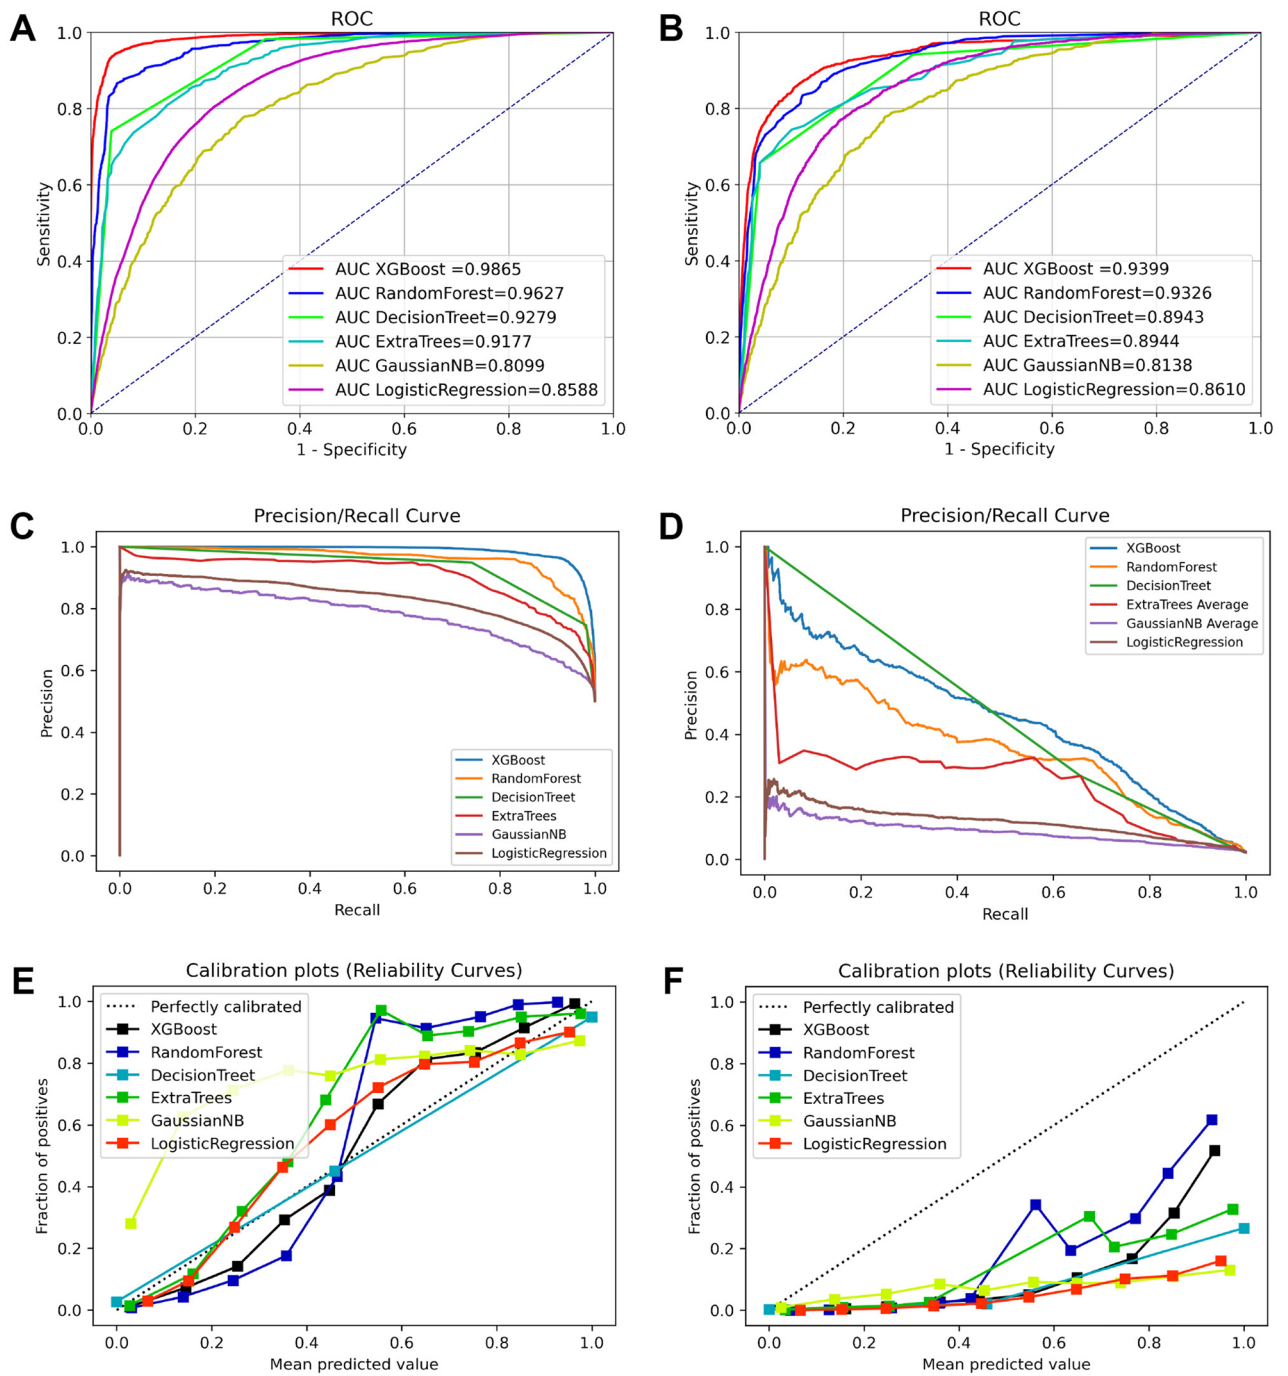 A
ROC
1.0
0.8
0.6
0.4
0.2
0.0
Sensitivity
AUC XGBoost =0.9865
AUC RandomForest=0.9627
AUC DecisionTreet=0.9279
AUC ExtraTrees=0.9177
AUC GaussianNB=0.8099
AUC LogisticRegression=0.8588
0.0 0.2 0.4 0.6 0.8 1.0
1 - Specificity
B
ROC
1.0
0.8
0.6
0.4
0.2
0.0
Sensitivity
AUC XGBoost =0.9399
AUC RandomForest=0.9326
AUC DecisionTreet=0.8943
AUC ExtraTrees=0.8944
AUC GaussianNB=0.8138
AUC LogisticRegression=0.8610
0.0 0.2 0.4 0.6 0.8 1.0
1 - Specificity
C
Precision/Recall Curve
1.0
0.8
0.6
0.4
0.2
0.0
Precision
XGBoost
RandomForest
DecisionTreet
ExtraTrees
GaussianNB
LogisticRegression
0.0 0.2 0.4 0.6 0.8 1.0
Recall
D
Precision/Recall Curve
1.0
0.8
0.6
0.4
0.2
0.0
Precision
XGBoost
RandomForest
DecisionTreet
ExtraTrees Average
GaussianNB Average
LogisticRegression
0.0 0.2 0.4 0.6 0.8 1.0
Recall
E
Calibration plots (Reliability Curves)
1.0
0.8
0.6
0.4
0.2
0.0
Fraction of positives
Perfectly calibrated
XGBoost
RandomForest
DecisionTreet
ExtraTrees
GaussianNB
LogisticRegression
0.0 0.2 0.4 0.6 0.8 1.0
Mean predicted value
F
Calibration plots (Reliability Curves)
1.0
0.8
0.6
0.4
0.2
0.0
Fraction of positives
Perfectly calibrated
XGBoost
RandomForest
DecisionTreet
ExtraTrees
GaussianNB
LogisticRegression
0.0 0.2 0.4 0.6 0.8 1.0
Mean predicted value